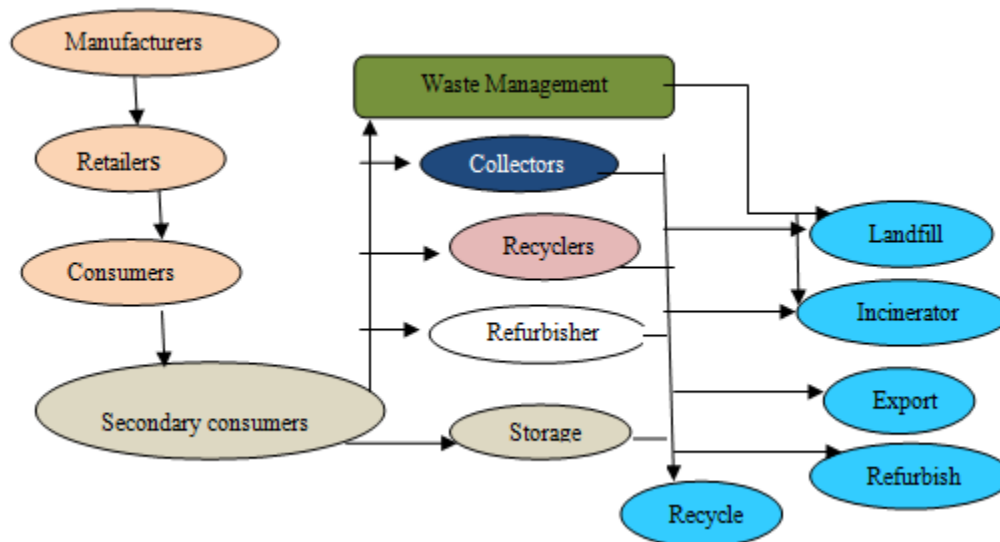 Manufacturers
Waste Management
Retailers
Collectors
Recyclers
Landfill
Consumers
Incinerator
Refurbisher
Export
Secondary consumers
Storage
Refurbish
Recycle